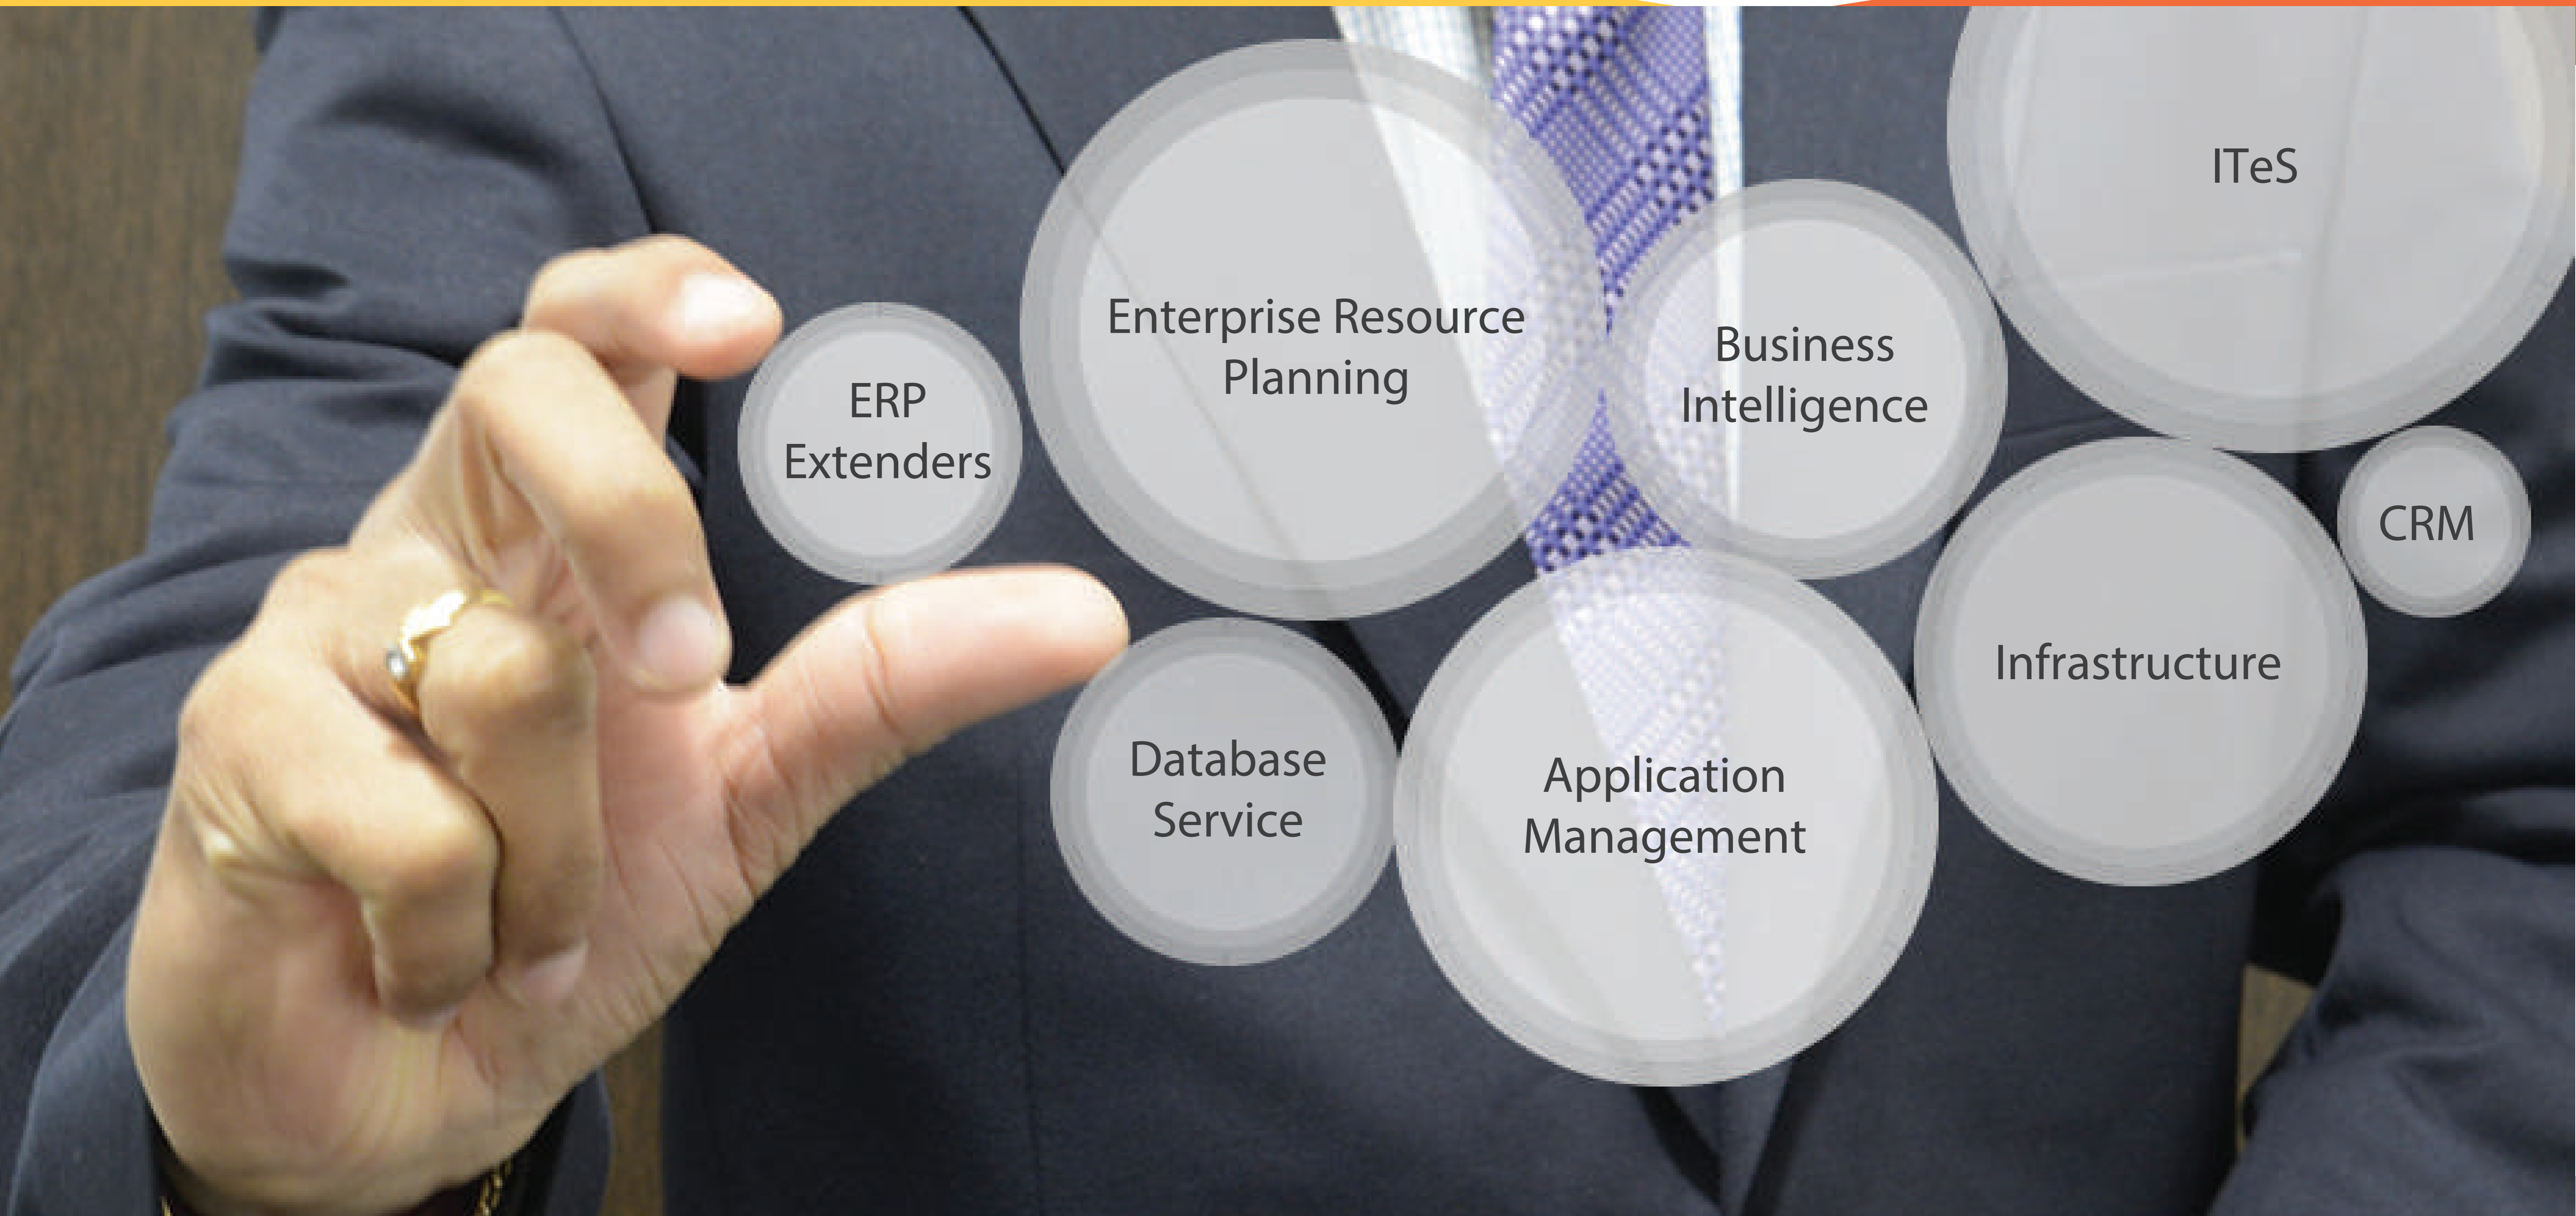 ITeS
Enterprise Resource
Planning
Business
Intelligence
ERP
Extenders
CRM
Infrastructure
Database
Service
Application
Management